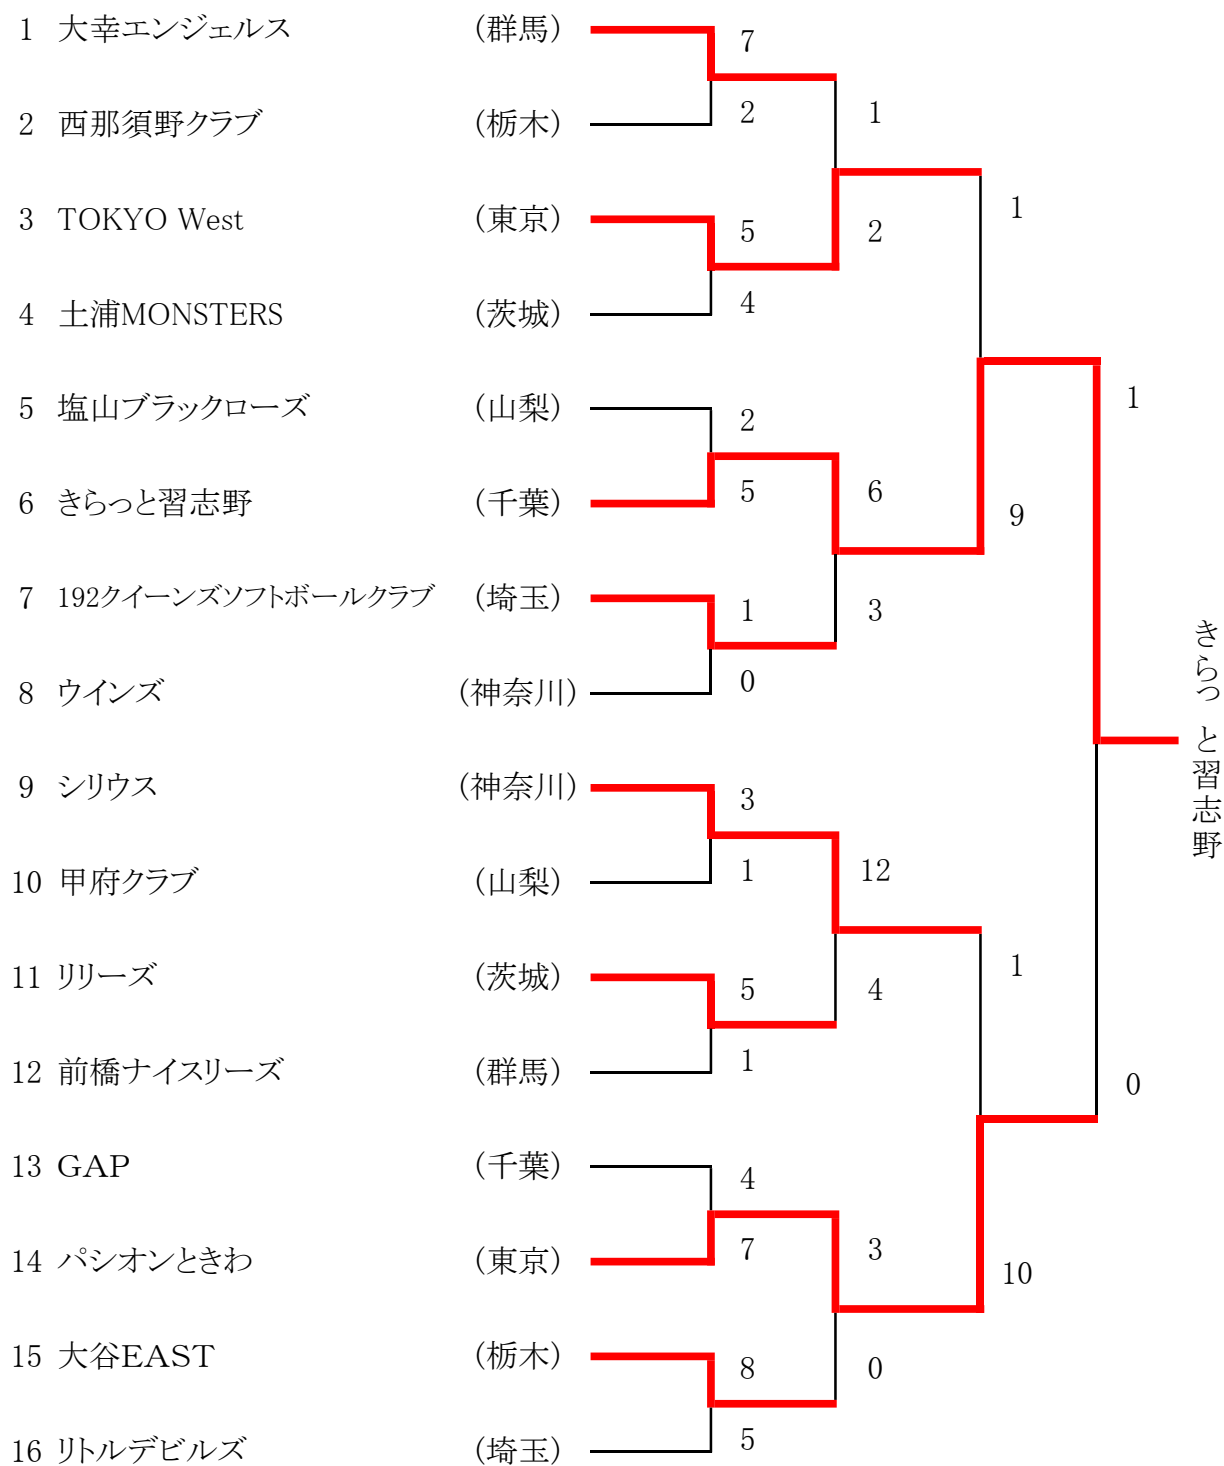 1 大幸エンジェルス (群馬)
7
2 西那須野クラブ (栃木)
2
1
3 TOKYO West (東京)
5
2
1
4 土浦MONSTERS (茨城)
4
5 塩山ブラックローズ (山梨)
2
1
6 きらっと習志野 (千葉)
5
6
9
7 192クイーンズソフトボールクラブ (埼玉)
1
3
8 ウインズ (神奈川)
0
きらっと習志野
9 シリウス (神奈川)
3
10 甲府クラブ (山梨)
1
12
11 リリーズ (茨城)
5
4
1
12 前橋ナイスリーズ (群馬)
1
0
13 GAP (千葉)
4
14 パシオンときわ (東京)
7
3
10
15 大谷EAST (栃木)
8
0
16 リトルデビルズ (埼玉)
5